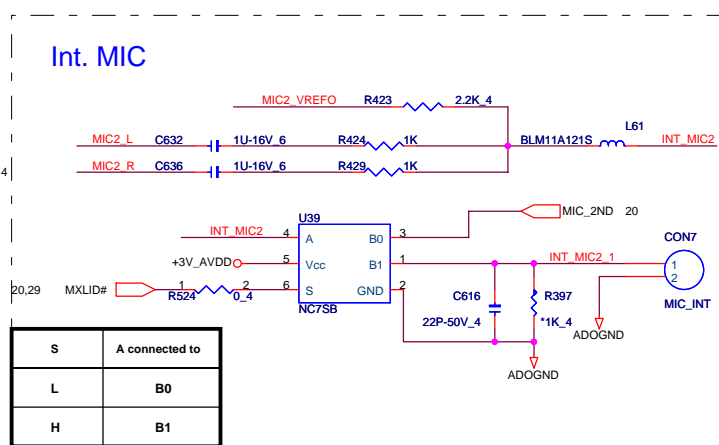 Int. MIC
MIC2_VREFO R423 2.2K_4
L61
MIC2_L C632 1U-16V_6 R424 1K BLM11A121S INT_MIC2
MIC2_R C636 1U-16V_6 R429 1K
4
U39
MIC_2ND 20
INT_MIC2 4 A B0 3
CON7
+3V_AVDD 5 Vcc B1 1 INT_MIC2_1 1
2
20,29 MXLID# 1 2 6 S GND 2
R524 0_4 NC7SB
C616 R397
MIC_INT
22P-50V_4 *1K_4
ADOGND
ADOGND
S A connected to
L B0
H B1